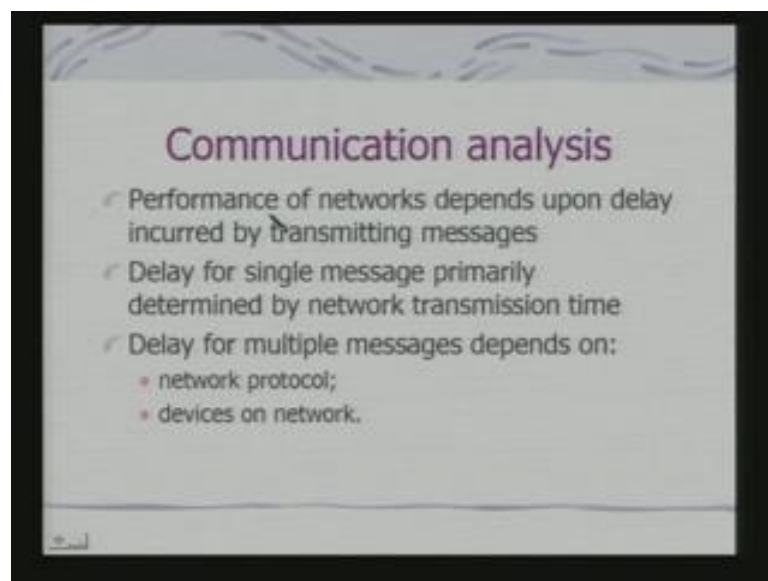 Communication analysis
Performance of networks depends upon delay
incurred by transmitting messages
Delay for single message primarily
determined by network transmission time
Delay for multiple messages depends on:
network protocol;
devices on network.